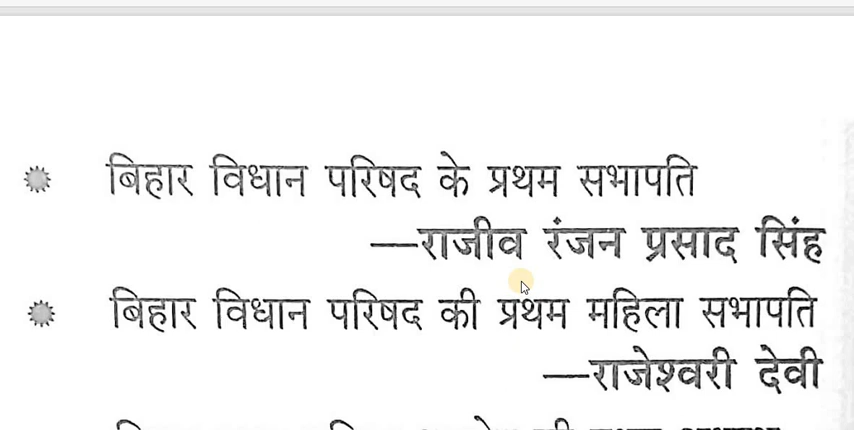 बिहार विधान परिषद के प्रथम सभापति
—राजीव रंजन प्रसाद सिंह
बिहार विधान परिषद की प्रथम महिला सभापति
—राजेश्वरी देवी